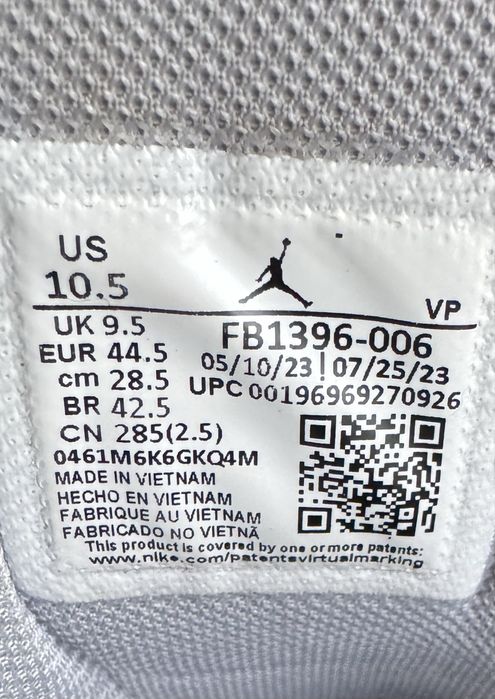 US
10.5
VP
UK 9.5
FB1396-006
EUR 44.5
05/10/23 | 07/25/23
cm 28.5
UPC 00196969270926
BR 42.5
CN 285(2.5)
0461M6K6GKQ4M
MADE IN VIETNAM
HECHO EN VIETNAM
FABRIQUE AU VIETNAM
FABRICADO NO VIETNÃ
This product is covered by one or more patents:
www.nike.com/patentsvirtualmarking